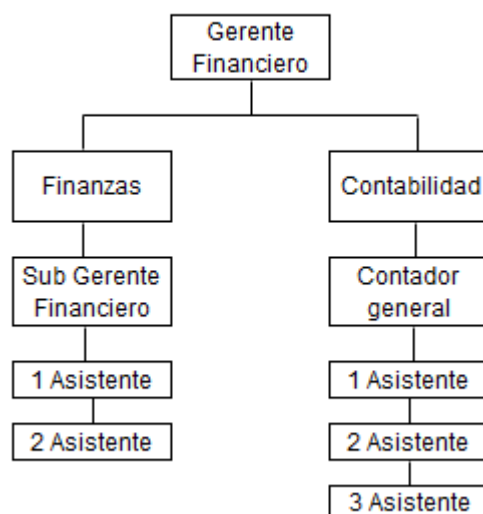 Gerente
Financiero
Finanzas
Contabilidad
Sub Gerente
Financiero
Contador
general
1 Asistente
1 Asistente
2 Asistente
2 Asistente
3 Asistente